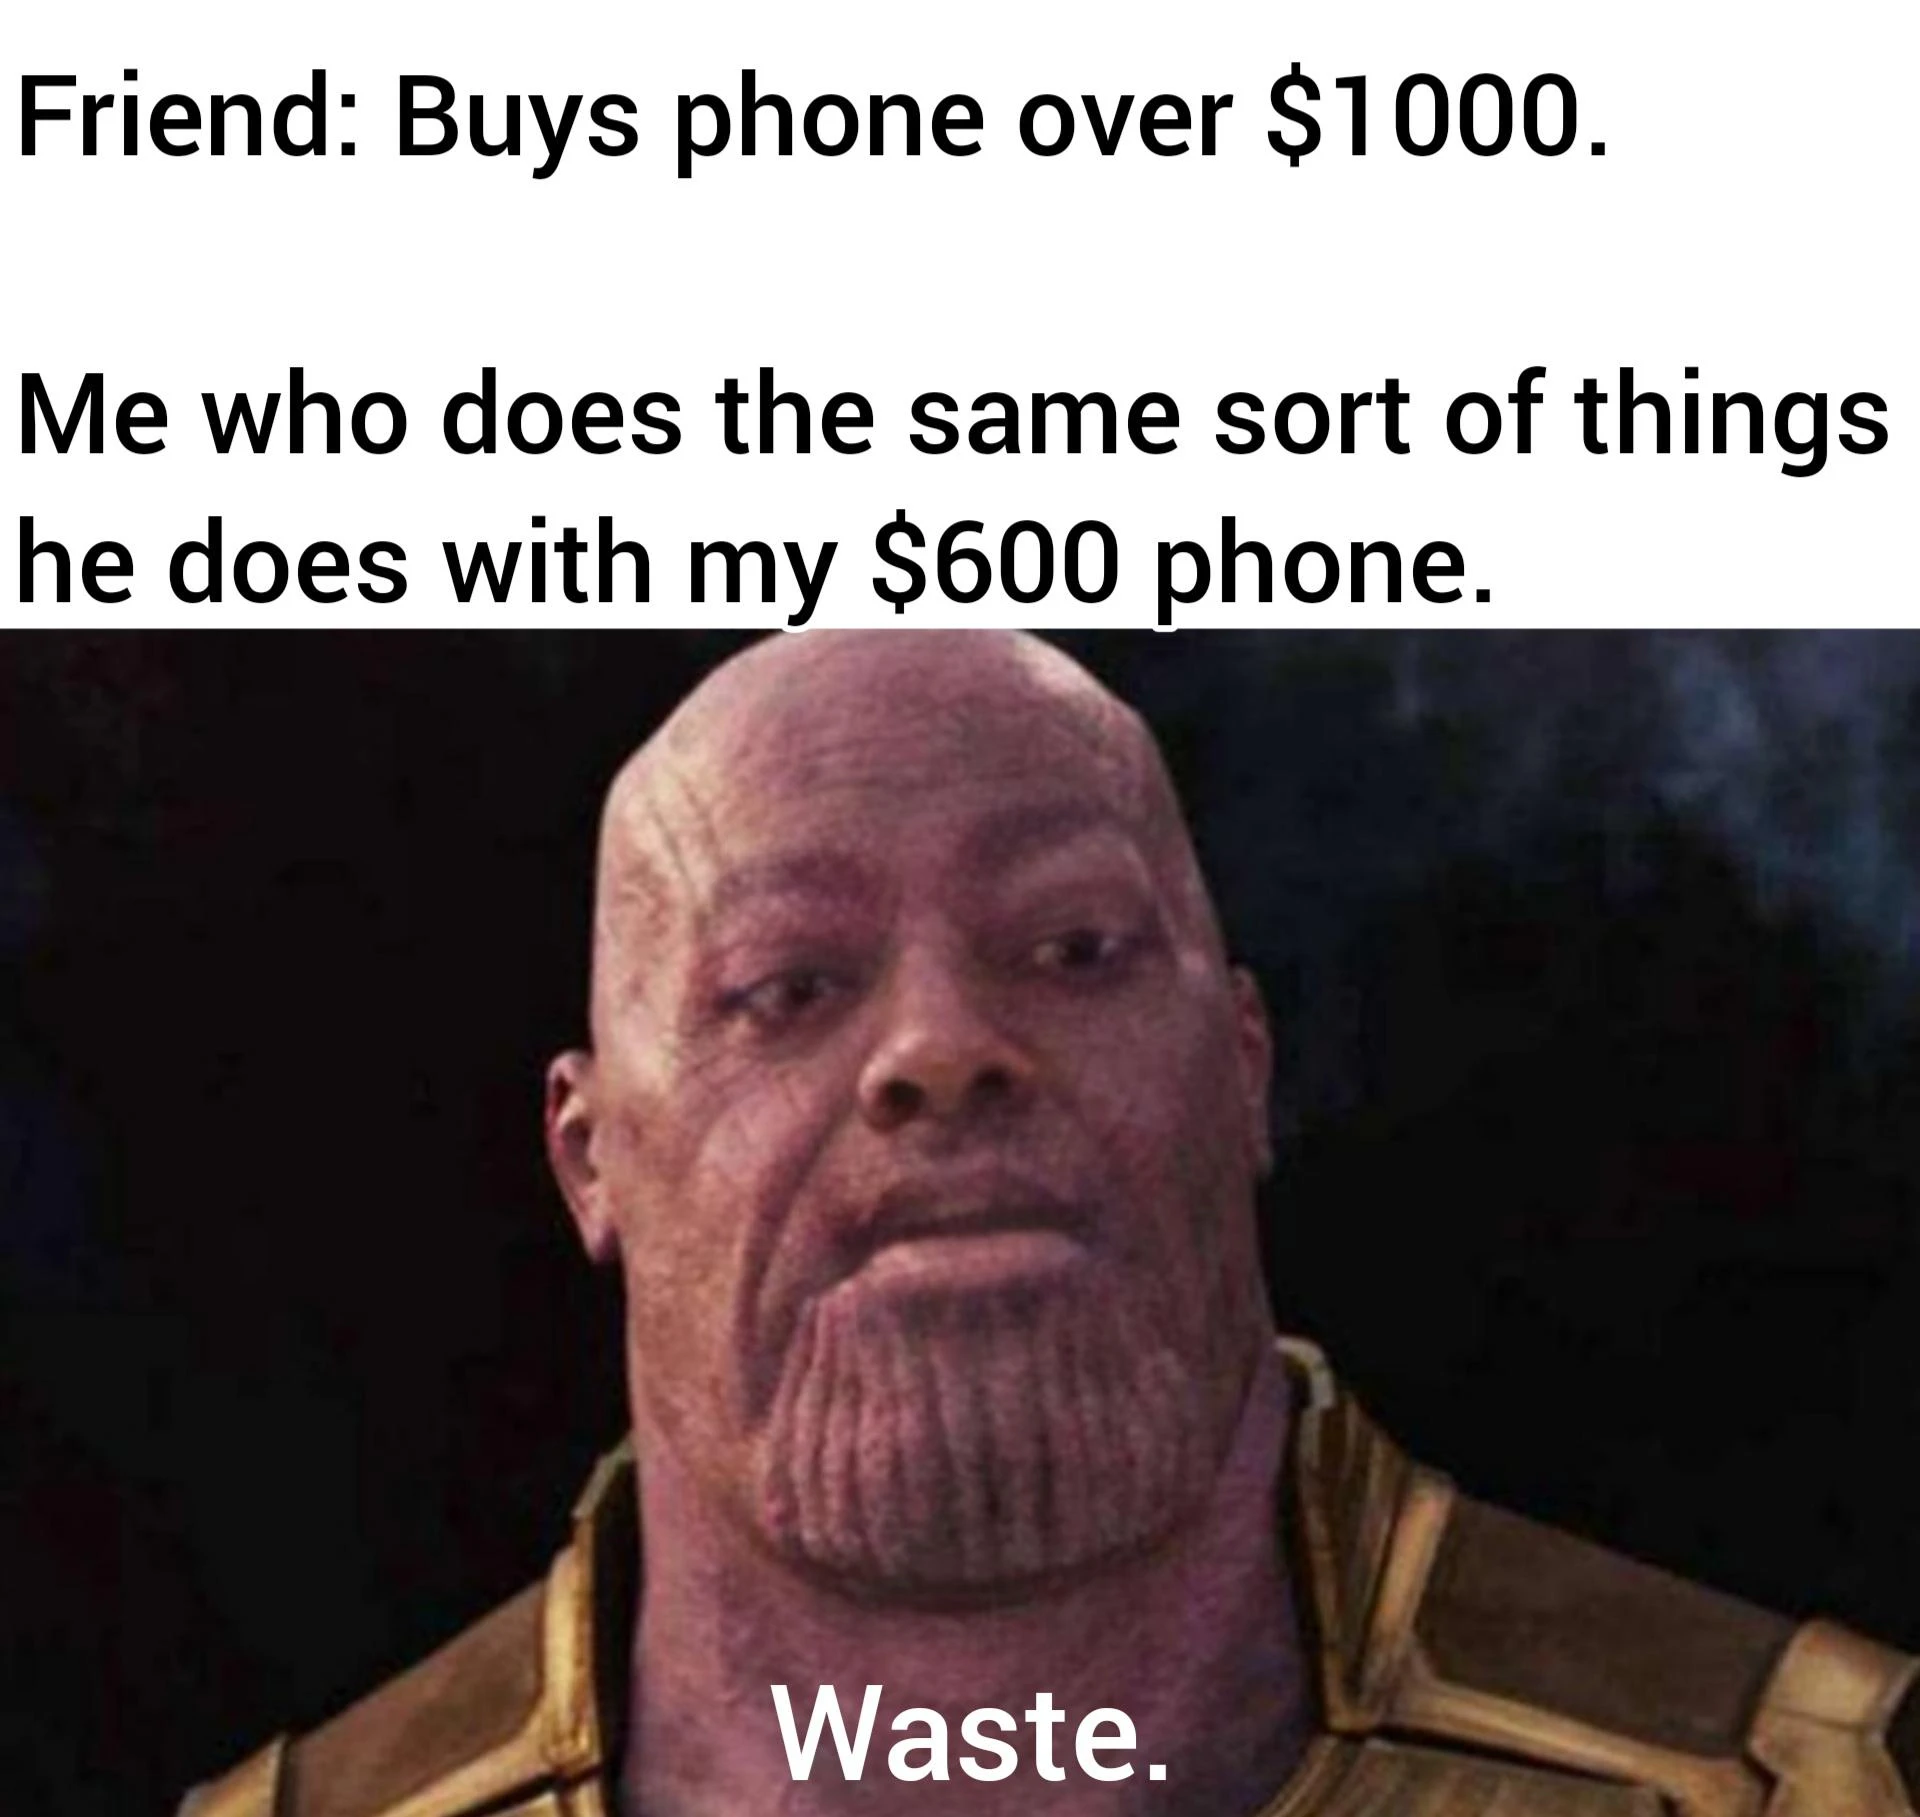 Friend: Buys phone over $1000.
Me who does the same sort of things
he does with my $600 phone.
Waste.